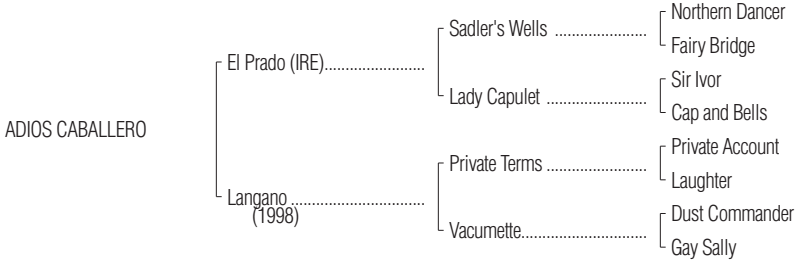 Northern Dancer
Sadler's Wells ......................
Fairy Bridge
El Prado (IRE)........................
Sir Ivor
Lady Capulet ........................
Cap and Bells
ADIOS CABALLERO
Private Account
Private Terms ........................
Laughter
Langano ................................
(1998)
Dust Commander
Vacumette..............................
Gay Sally